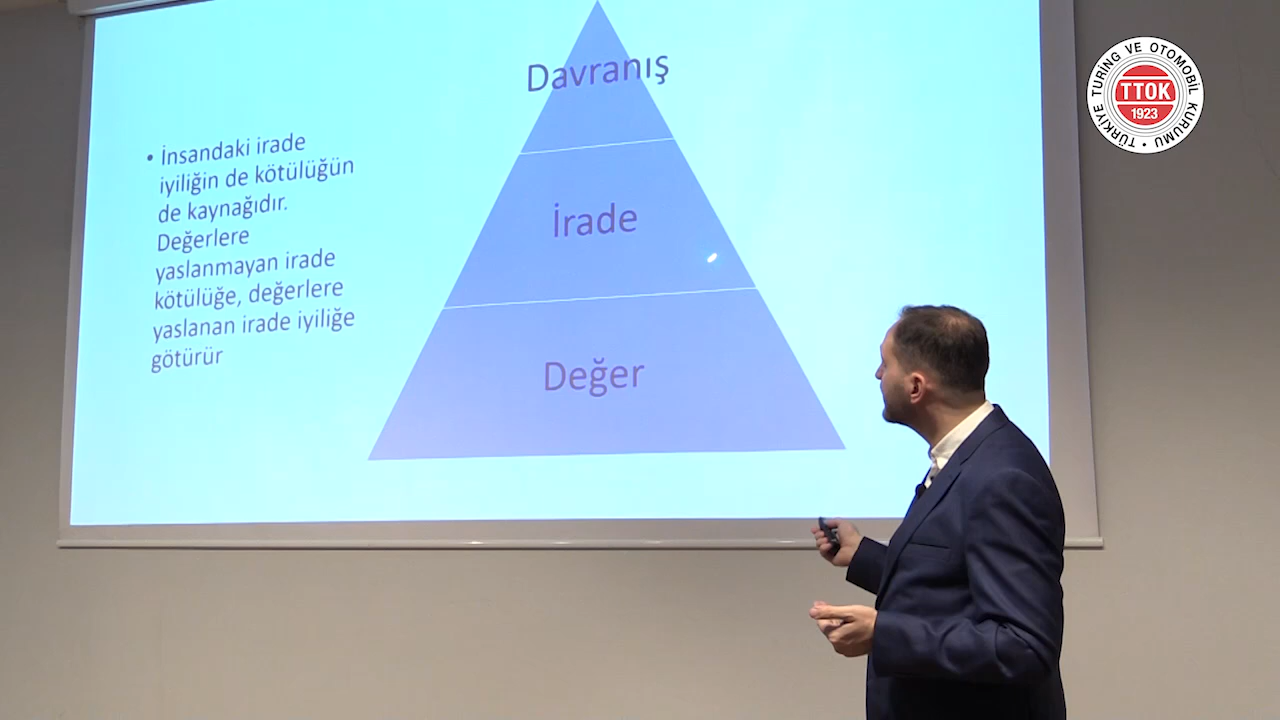 Davranış
• İnsandaki irade
iyiliğin de kötülüğün
de kaynağıdır.
Değerlere
yaslanmayan irade
kötülüğe, değerlere
yaslanan irade iyiliğe
götürür
İrade
Değer
TÜRKİYE TURİNG VE OTOMOBİL KURUMU •
TTOK
1923